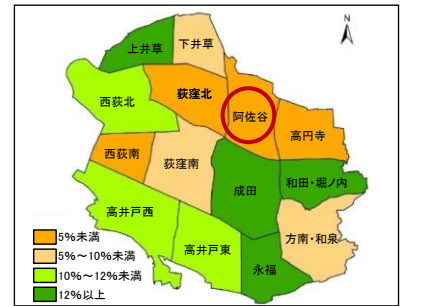 N
上井草
下井草
西荻北
荻窪北
阿佐谷
高円寺
西荻南
荻窪南
成田
和田・堀ノ内
高井戸西
高井戸東
方南・和泉
永福
5%未満
5%～10%未満
10%～12%未満
12%以上